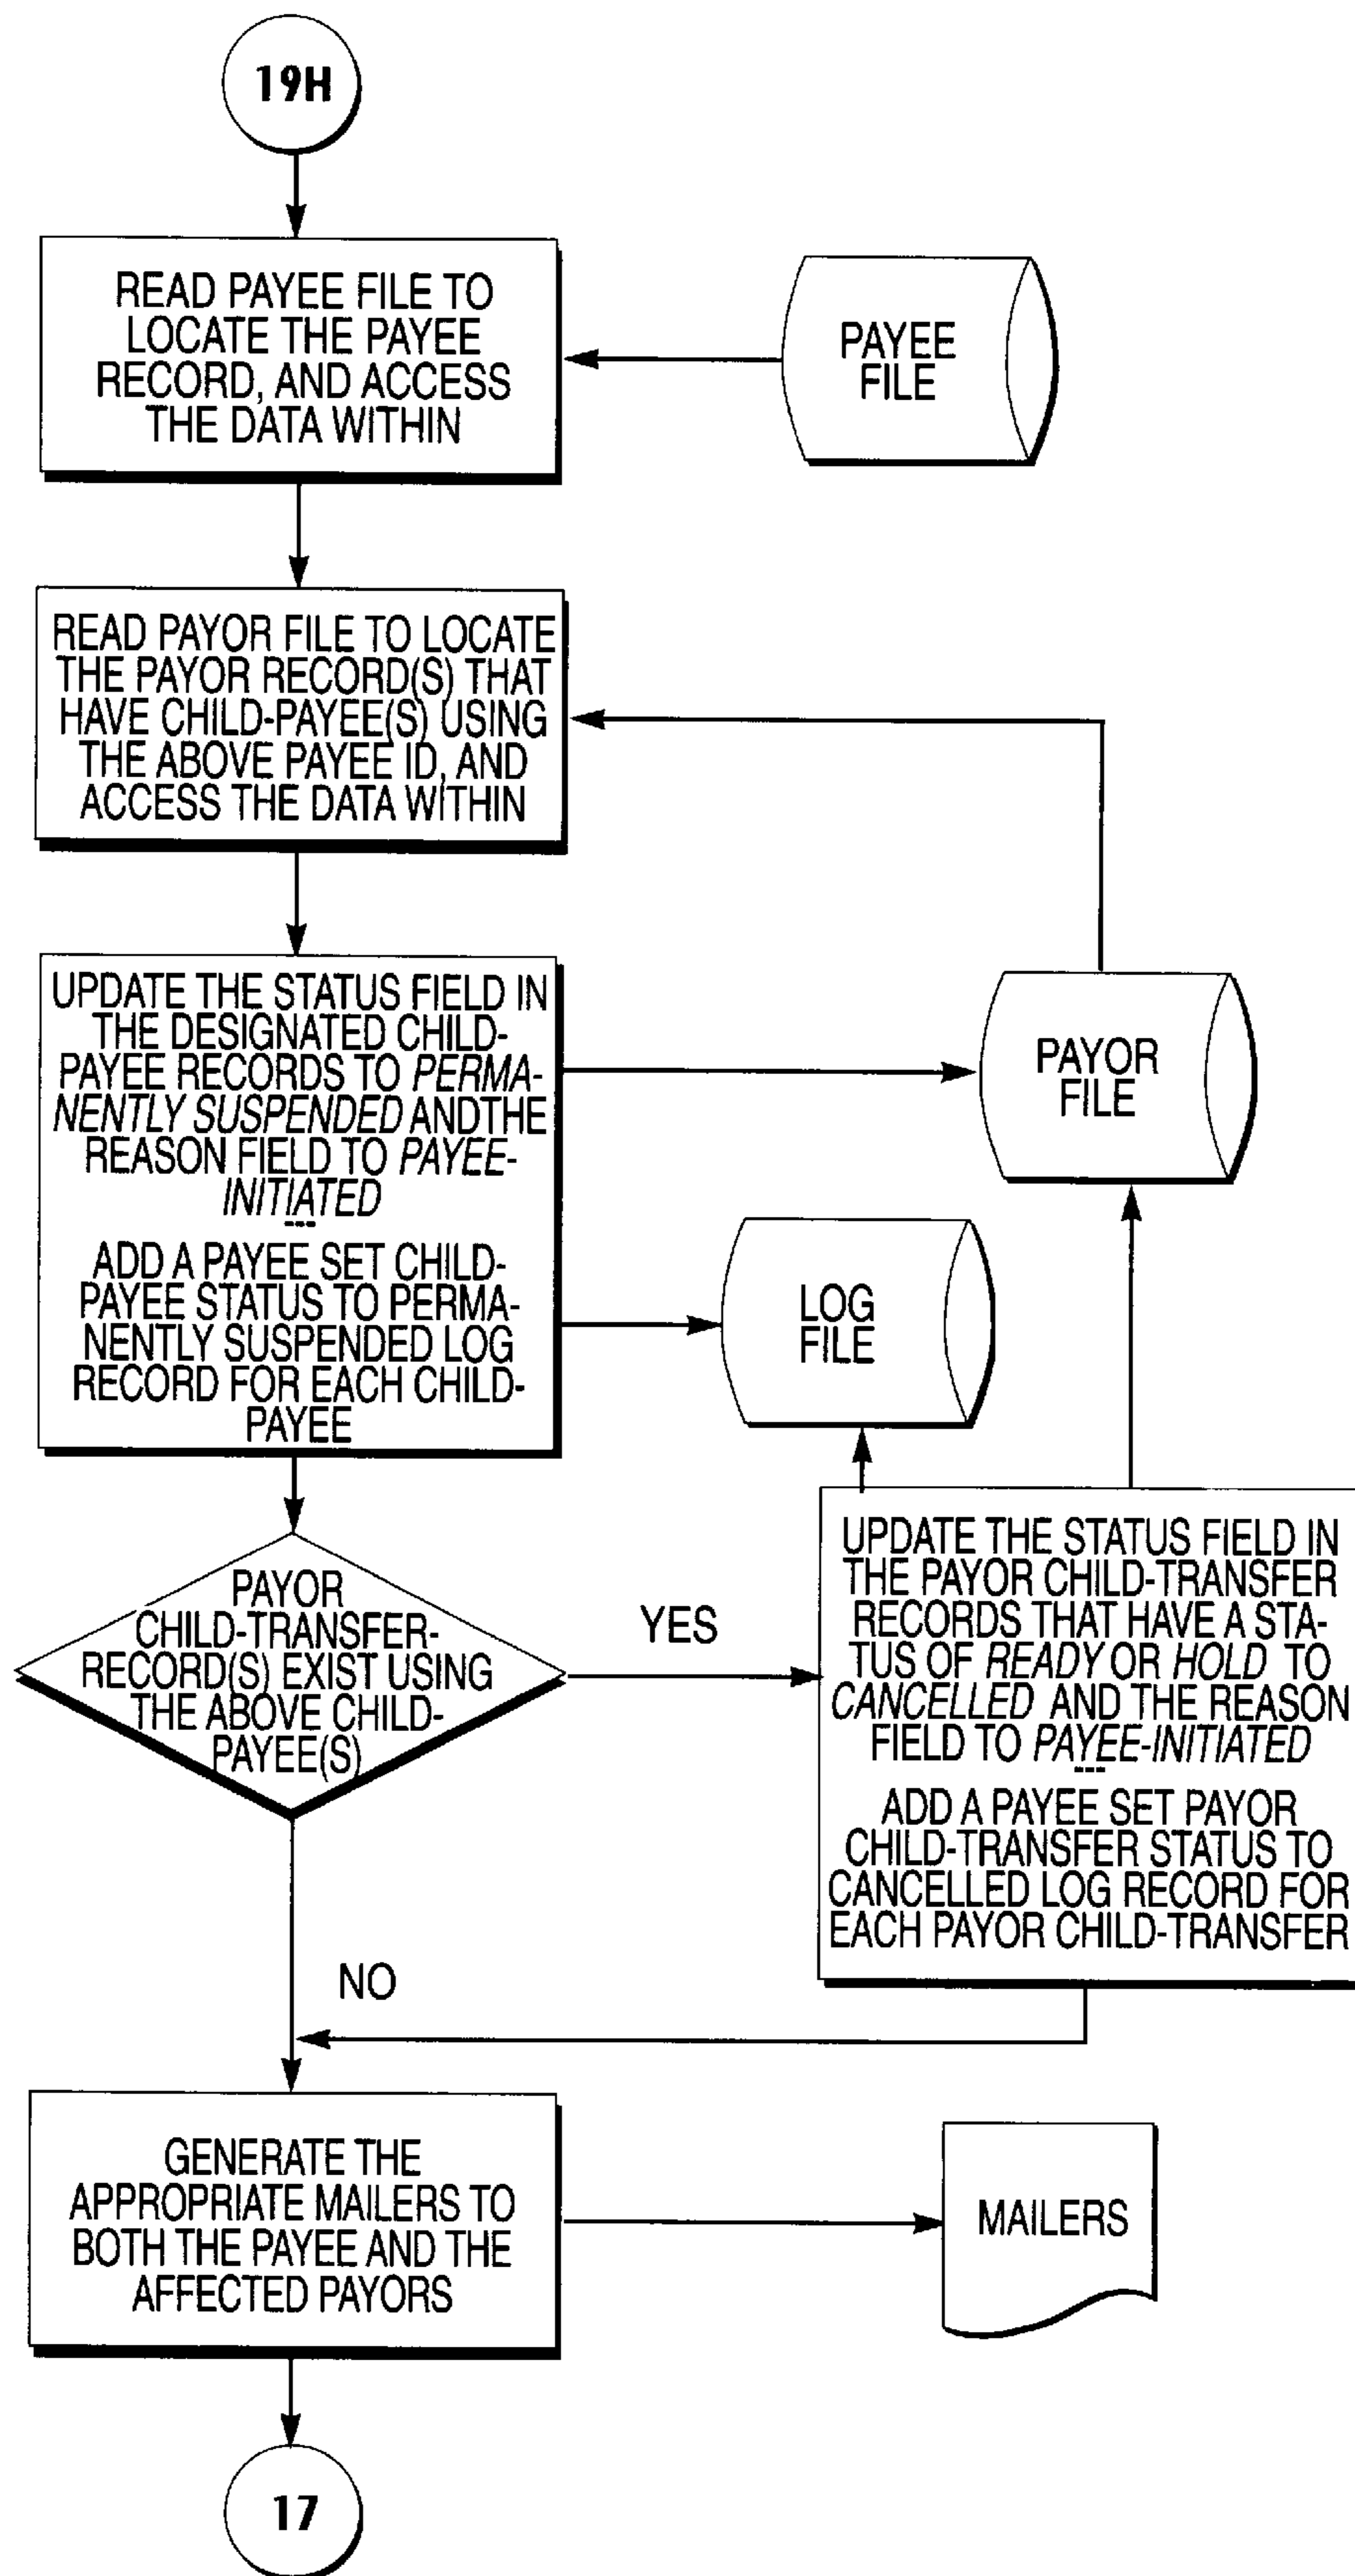 19H
READ PAYEE FILE TO
LOCATE THE PAYEE
RECORD, AND ACCESS
THE DATA WITHIN
PAYEE
FILE
READ PAYOR FILE TO LOCATE
THE PAYOR RECORD(S) THAT
HAVE CHILD-PAYEE(S) USING
THE ABOVE PAYEE ID, AND
ACCESS THE DATA WITHIN
UPDATE THE STATUS FIELD IN
THE DESIGNATED CHILD-
PAYEE RECORDS TO PERMA-
NENTLY SUSPENDED ANDTHE
REASON FIELD TO PAYEE-
INITIATED
---
ADD A PAYEE SET CHILD-
PAYEE STATUS TO PERMA-
NENTLY SUSPENDED LOG
RECORD FOR EACH CHILD-
PAYEE
PAYOR
FILE
LOG
FILE
PAYOR
CHILD-TRANSFER-
RECORD(S) EXIST USING
THE ABOVE CHILD-
PAYEE(S)
YES
UPDATE THE STATUS FIELD IN
THE PAYOR CHILD-TRANSFER
RECORDS THAT HAVE A STA-
TUS OF READY OR HOLD TO
CANCELLED AND THE REASON
FIELD TO PAYEE-INITIATED
---
ADD A PAYEE SET PAYOR
CHILD-TRANSFER STATUS TO
CANCELLED LOG RECORD FOR
EACH PAYOR CHILD-TRANSFER
NO
GENERATE THE
APPROPRIATE MAILERS TO
BOTH THE PAYEE AND THE
AFFECTED PAYORS
MAILERS
17